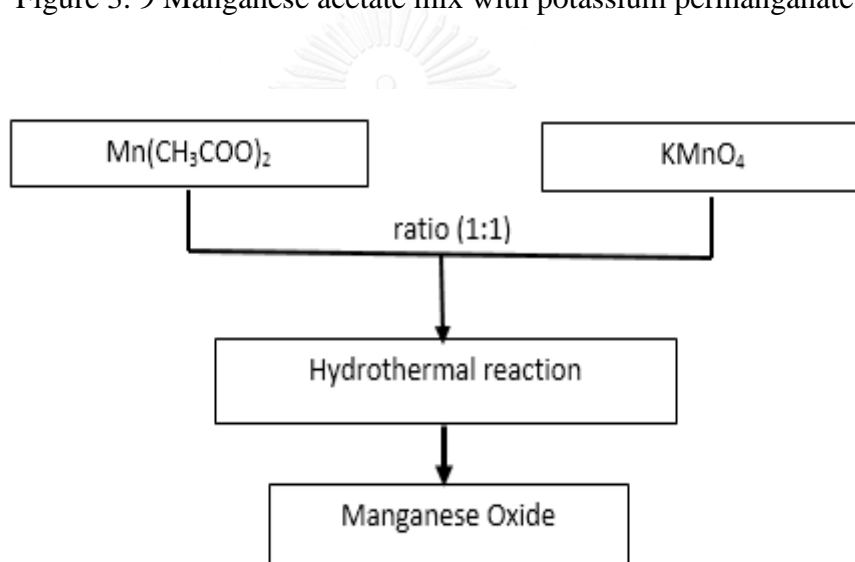 Figure 3. 9 Manganese acetate mix with potassium permanganate
Mn(CH₃COO)₂
KMnO₄
ratio (1:1)
Hydrothermal reaction
Manganese Oxide